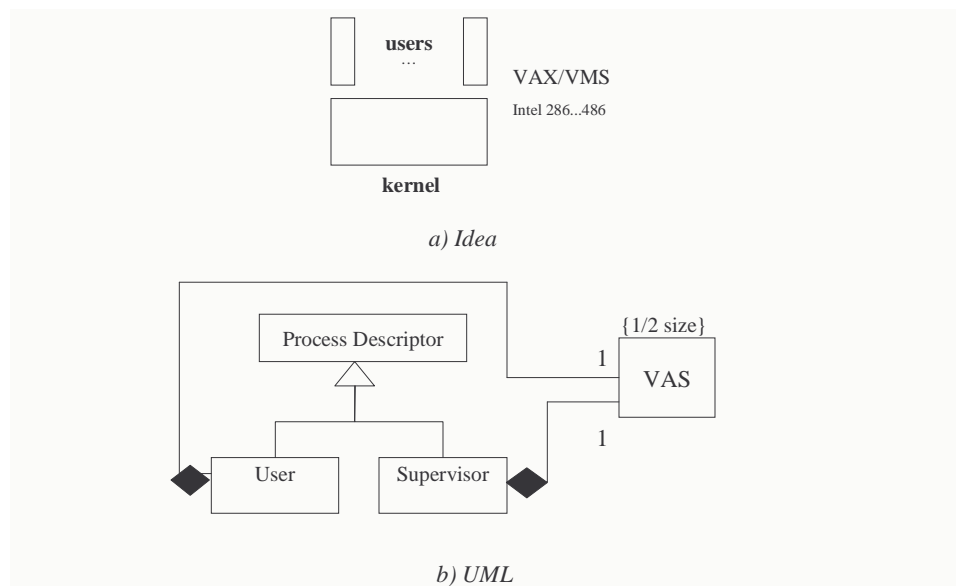 users
...
VAX/VMS
Intel 286...486
kernel
a) Idea
{1/2 size}
Process Descriptor
1
VAS
1
User
Supervisor
b) UML